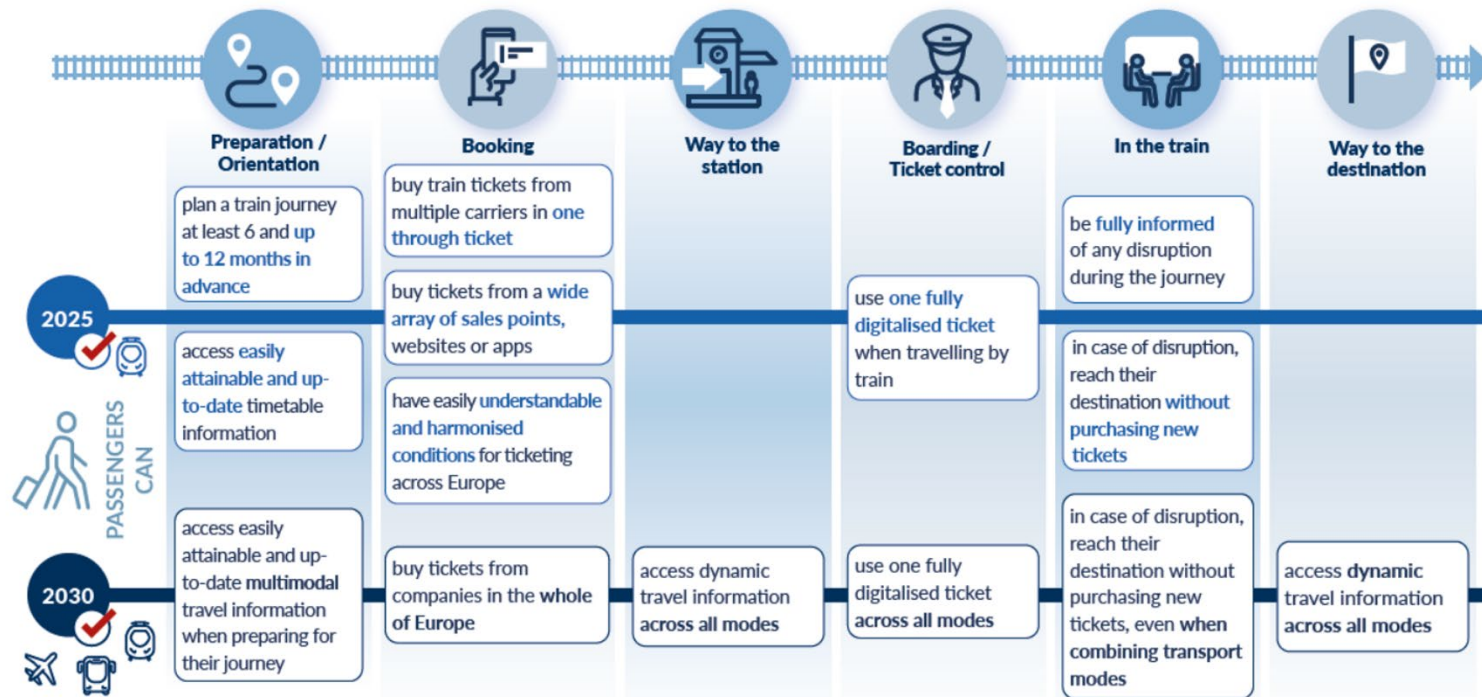 Preparation /
Orientation
Booking
Way to the
station
Boarding /
Ticket control
In the train
Way to the
destination
2025
plan a train journey
at least 6 and up
to 12 months in
advance
access easily
attainable and up-
to-date timetable
information
buy train tickets from
multiple carriers in one
through ticket
buy tickets from a wide
array of sales points,
websites or apps
have easily understandable
and harmonised
conditions for ticketing
across Europe
use one fully
digitalised ticket
when travelling by
train
be fully informed
of any disruption
during the journey
in case of disruption,
reach their
destination without
purchasing new
tickets
PASSENGERS
CAN
2030
access easily
attainable and up-
to-date multimodal
travel information
when preparing for
their journey
buy tickets from
companies in the whole
of Europe
access dynamic
travel information
across all modes
use one fully
digitalised ticket
across all modes
in case of disruption,
reach their
destination without
purchasing new
tickets, even when
combining transport
modes
access dynamic
travel information
across all modes